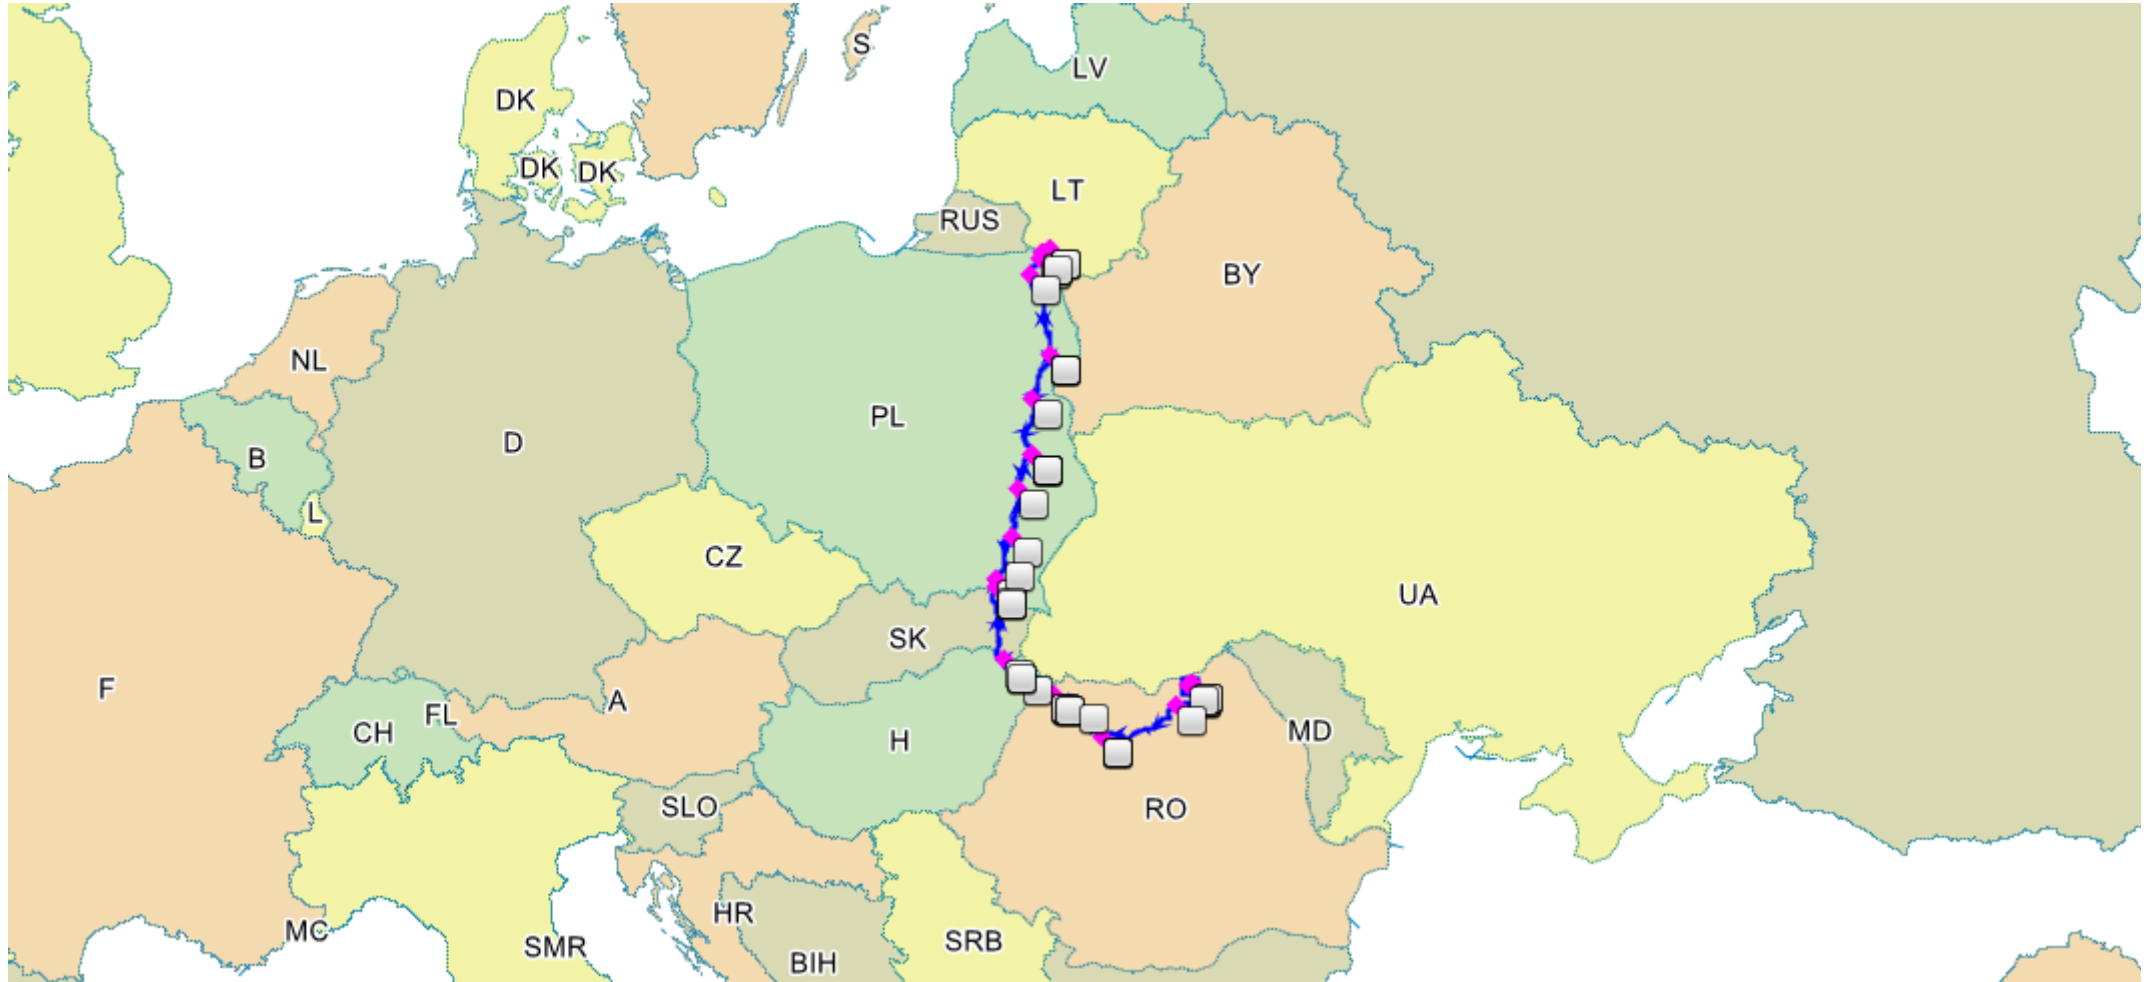 S
LV
DK
DK
DK
LT
RUS
BY
NL
PL
D
B
L
CZ
UA
SK
F
A
FL
CH
MD
H
SLO
RO
HR
MC
SMR
SRB
BIH